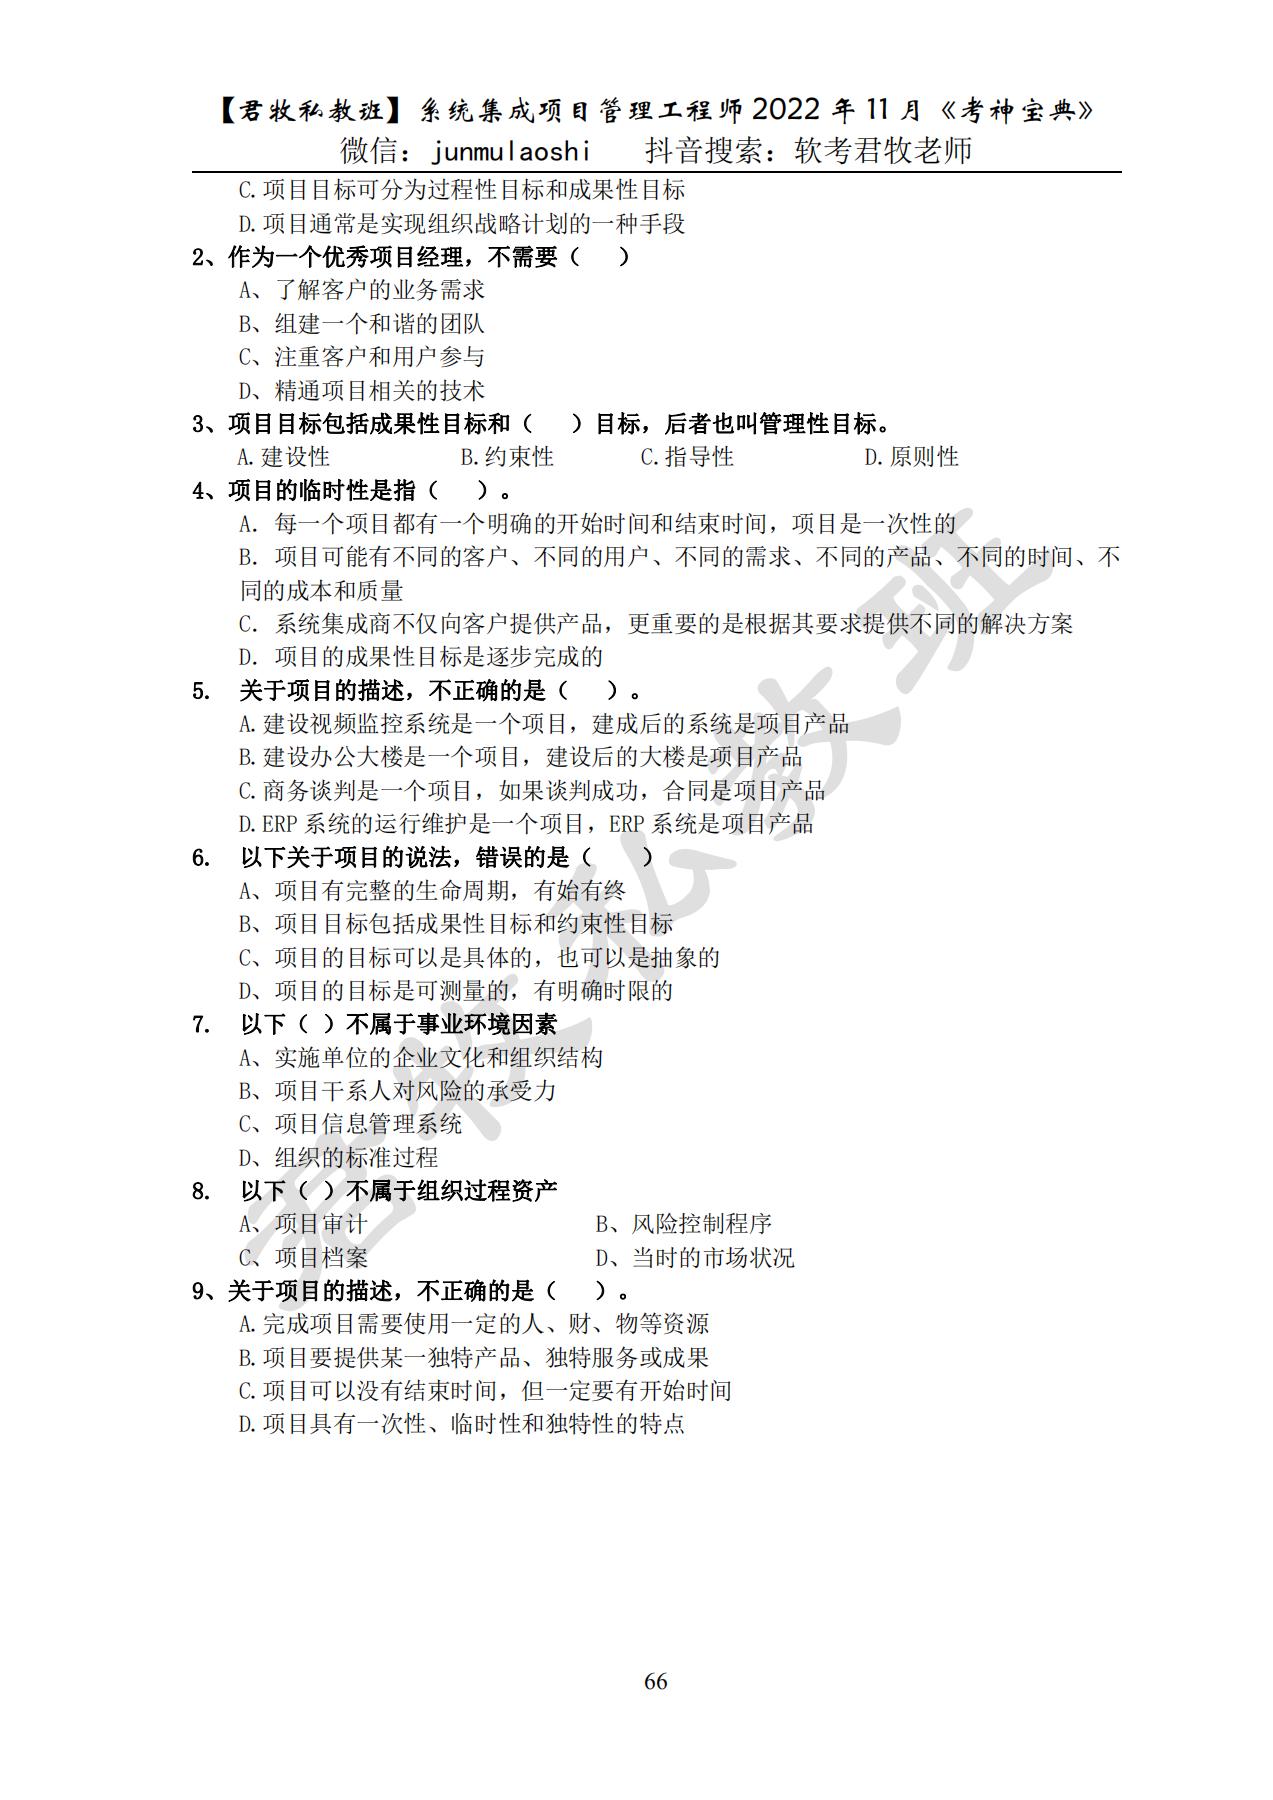 【君牧私教班】系统集成项目管理工程师 2022 年 11 月《考神宝典》
微信：junmulaoshi 抖音搜索：软考君牧老师
C.项目目标可分为过程性目标和成果性目标
D.项目通常是实现组织战略计划的一种手段
2、作为一个优秀项目经理，不需要（ ）
A、了解客户的业务需求
B、组建一个和谐的团队
C、注重客户和用户参与
D、精通项目相关的技术
3、项目目标包括成果性目标和（ ）目标，后者也叫管理性目标。
A.建设性 B.约束性 C.指导性 D.原则性
4、项目的临时性是指（ ）。
A．每一个项目都有一个明确的开始时间和结束时间，项目是一次性的
B．项目可能有不同的客户、不同的用户、不同的需求、不同的产品、不同的时间、不
同的成本和质量
C．系统集成商不仅向客户提供产品，更重要的是根据其要求提供不同的解决方案
D．项目的成果性目标是逐步完成的
5. 关于项目的描述，不正确的是（ ）。
A.建设视频监控系统是一个项目，建成后的系统是项目产品
B.建设办公大楼是一个项目，建设后的大楼是项目产品
C.商务谈判是一个项目，如果谈判成功，合同是项目产品
D.ERP 系统的运行维护是一个项目，ERP 系统是项目产品
6. 以下关于项目的说法，错误的是（ ）
A、项目有完整的生命周期，有始有终
B、项目目标包括成果性目标和约束性目标
C、项目的目标可以是具体的，也可以是抽象的
D、项目的目标是可测量的，有明确时限的
7. 以下（ ）不属于事业环境因素
A、实施单位的企业文化和组织结构
B、项目干系人对风险的承受力
C、项目信息管理系统
D、组织的标准过程
8. 以下（ ）不属于组织过程资产
A、项目审计 B、风险控制程序
C、项目档案 D、当时的市场状况
9、关于项目的描述，不正确的是（ ）。
A.完成项目需要使用一定的人、财、物等资源
B.项目要提供某一独特产品、独特服务或成果
C.项目可以没有结束时间，但一定要有开始时间
D.项目具有一次性、临时性和独特性的特点
君牧私教班
66